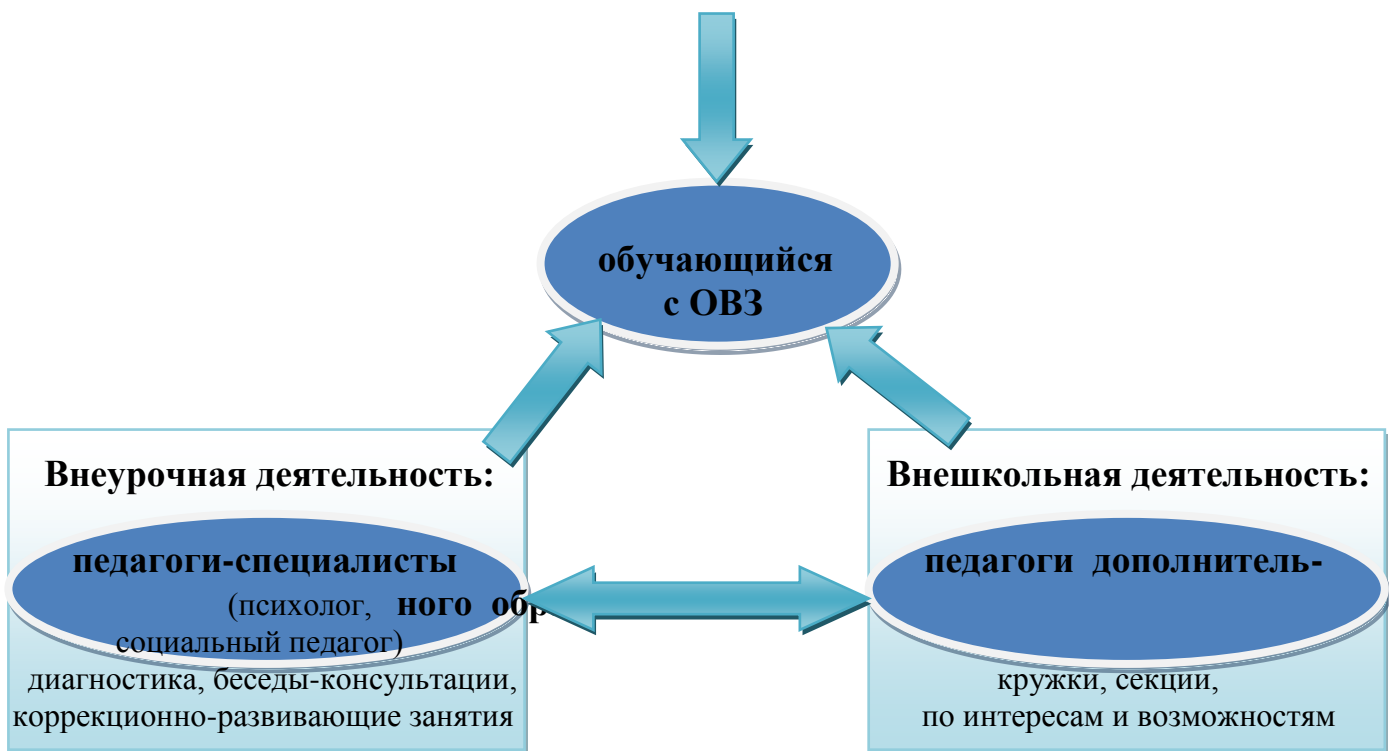 обучающийся
с ОВЗ
Внеурочная деятельность:
педагоги-специалисты
(психолог, ного обр
социальный педагог)
диагностика, беседы-консультации,
коррекционно-развивающие занятия
Внешкольная деятельность:
педагоги дополнитель-
кружки, секции,
по интересам и возможностям